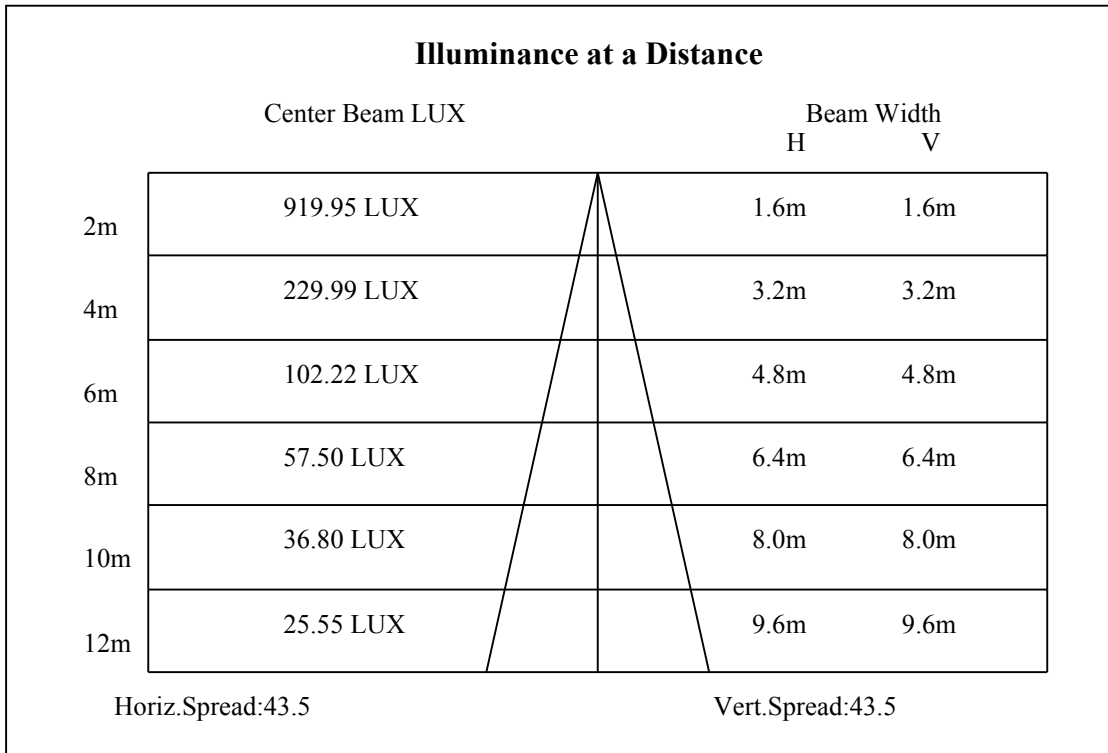 Illuminance at a Distance
Center Beam LUX Beam Width
H V
2m 919.95 LUX 1.6m 1.6m
4m 229.99 LUX 3.2m 3.2m
6m 102.22 LUX 4.8m 4.8m
8m 57.50 LUX 6.4m 6.4m
10m 36.80 LUX 8.0m 8.0m
12m 25.55 LUX 9.6m 9.6m
Horiz.Spread:43.5 Vert.Spread:43.5